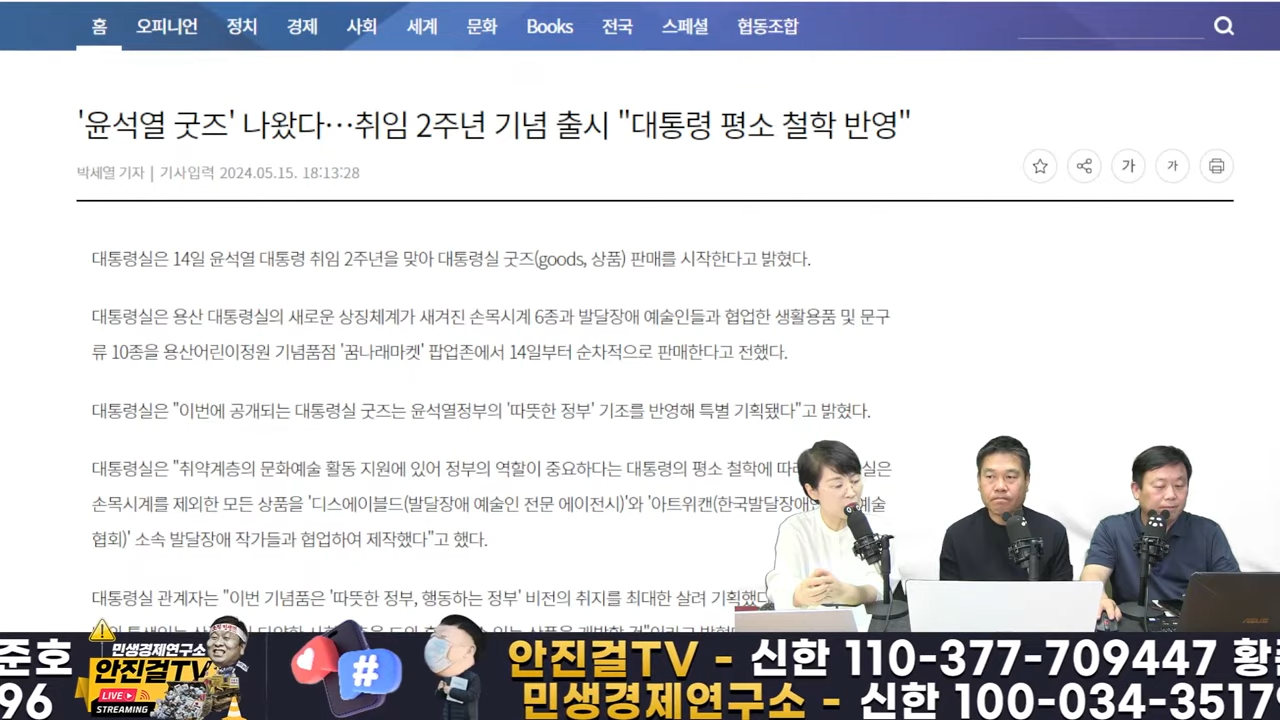 홈 오피니언 정치 경제 사회 세계 문화 Books 전국 스페셜 협동조합
'윤석열 굿즈' 나왔다…취임 2주년 기념 출시 "대통령 평소 철학 반영"
박세열 기자 | 기사입력 2024.05.15. 18:13:28
가 가
대통령실은 14일 윤석열 대통령 취임 2주년을 맞아 대통령실 굿즈(goods, 상품) 판매를 시작한다고 밝혔다.
대통령실은 용산 대통령실의 새로운 상징체계가 새겨진 손목시계 6종과 발달장애 예술인들과 협업한 생활용품 및 문구
류 10종을 용산어린이정원 기념품점 '꿈나래마켓' 팝업존에서 14일부터 순차적으로 판매한다고 전했다.
대통령실은 "이번에 공개되는 대통령실 굿즈는 윤석열정부의 '따뜻한 정부' 기조를 반영해 특별 기획됐다"고 밝혔다.
대통령실은 "취약계층의 문화예술 활동 지원에 있어 정부의 역할이 중요하다는 대통령의 평소 철학에 따라 실은
손목시계를 제외한 모든 상품을 '디스에이블드(발달장애 예술인 전문 에이전시)'와 '아트위캔(한국발달장애 예술
협회)' 소속 발달장애 작가들과 협업하여 제작했다"고 했다.
대통령실 관계자는 "이번 기념품은 '따뜻한 정부, 행동하는 정부' 비전의 취지를 최대한 살려 기획했다
준호
96
민생경제연구소
안진걸TV
LIVE
STREAMING
#
안진걸TV - 신한 110-377-709447
민생경제연구소 - 신한 100-034-3517